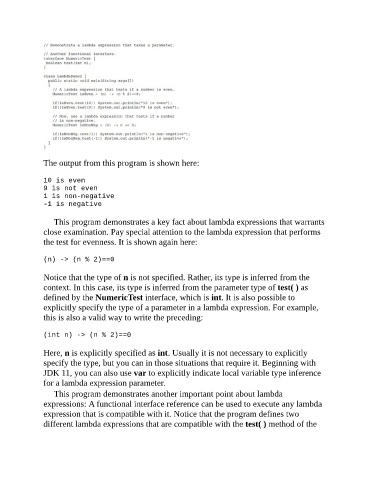 // Demonstrate a lambda expression that takes a parameter.
// Another functional interface.
interface NumericTest {
boolean test(int n);
}
class LambdaDemo2 {
public static void main(String args[])
{
// A lambda expression that tests if a number is even.
NumericTest isEven = (n) -> (n % 2)==0;
if(isEven.test(10)) System.out.println("10 is even");
if(!isEven.test(9)) System.out.println("9 is not even");
// Now, use a lambda expression that tests if a number
// is non-negative.
NumericTest isNonNeg = (n) -> n >= 0;
if(isNonNeg.test(1)) System.out.println("1 is non-negative");
if(!isNonNeg.test(-1)) System.out.println("-1 is negative");
}
}
The output from this program is shown here:
10 is even
9 is not even
1 is non-negative
-1 is negative
This program demonstrates a key fact about lambda expressions that warrants
close examination. Pay special attention to the lambda expression that performs
the test for evenness. It is shown again here:
(n) -> (n % 2)==0
Notice that the type of n is not specified. Rather, its type is inferred from the
context. In this case, its type is inferred from the parameter type of test( ) as
defined by the NumericTest interface, which is int. It is also possible to
explicitly specify the type of a parameter in a lambda expression. For example,
this is also a valid way to write the preceding:
(int n) -> (n % 2)==0
Here, n is explicitly specified as int. Usually it is not necessary to explicitly
specify the type, but you can in those situations that require it. Beginning with
JDK 11, you can also use var to explicitly indicate local variable type inference
for a lambda expression parameter.
This program demonstrates another important point about lambda
expressions: A functional interface reference can be used to execute any lambda
expression that is compatible with it. Notice that the program defines two
different lambda expressions that are compatible with the test( ) method of the